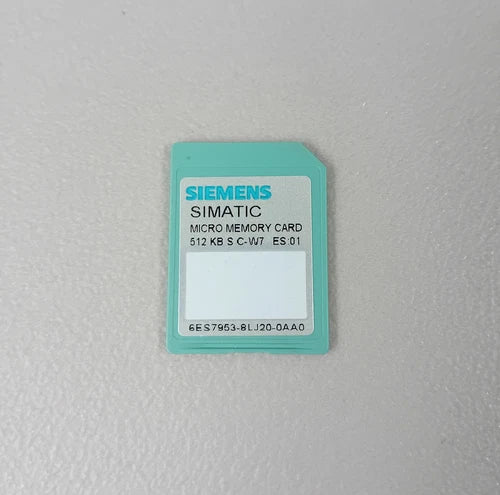 SIEMENS
SIMATIC
MICRO MEMORY CARD
512 KB S C-W7 ES:01
6ES7953-8LJ20-0AA0